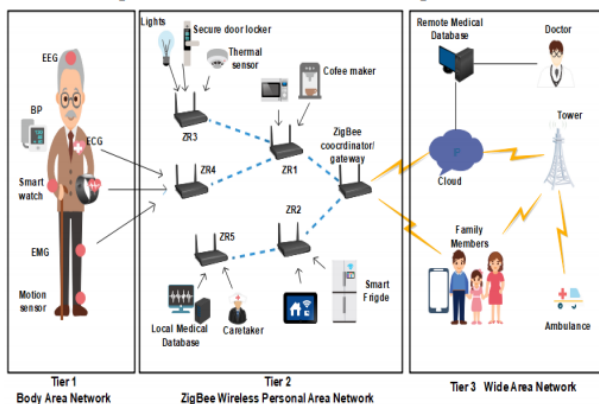 EEG
BP
ECG
Smart
watch
EMG
Motion
sensor
Tier 1
Body Area Network
Lights
Secure door locker
Thermal
sensor
Cofee maker
ZR3
ZR1
ZigBee
coocrdinator/
gateway
ZR4
ZR2
ZR5
Local Medical
Database
Caretaker
Smart
Frigde
Tier 2
ZigBee Wireless Personal Area Network
Remote Medical
Database
Doctor
Tower
P
Cloud
Family
Members
Ambulance
Tier 3 Wide Area Network